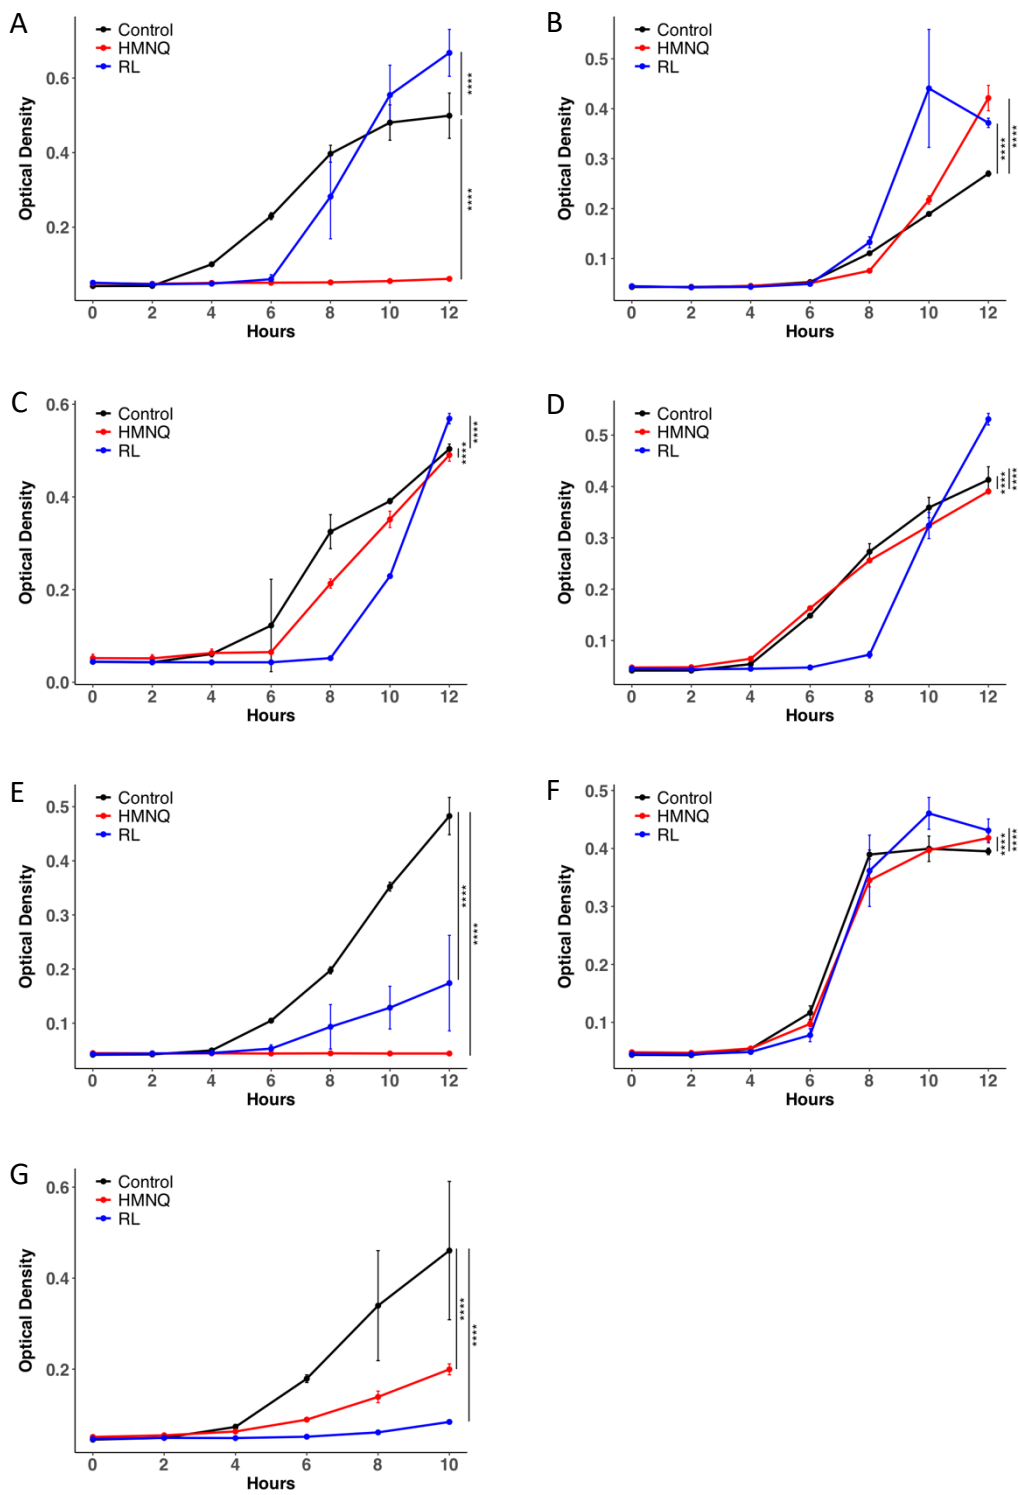 A
Control
HMNQ
RL
Optical Density
0.6
0.4
0.2
0 2 4 6 8 10 12
Hours
****
****
B
Control
HMNQ
RL
Optical Density
0.5
0.4
0.3
0.2
0.1
0 2 4 6 8 10 12
Hours
****
****
C
Control
HMNQ
RL
Optical Density
0.6
0.4
0.2
0.0
0 2 4 6 8 10 12
Hours
****
****
D
Control
HMNQ
RL
Optical Density
0.5
0.4
0.3
0.2
0.1
0 2 4 6 8 10 12
Hours
****
****
E
Control
HMNQ
RL
Optical Density
0.5
0.4
0.3
0.2
0.1
0 2 4 6 8 10 12
Hours
****
****
F
Control
HMNQ
RL
Optical Density
0.5
0.4
0.3
0.2
0.1
0 2 4 6 8 10 12
Hours
****
****
G
Control
HMNQ
RL
Optical Density
0.6
0.4
0.2
0 2 4 6 8 10
Hours
****
****